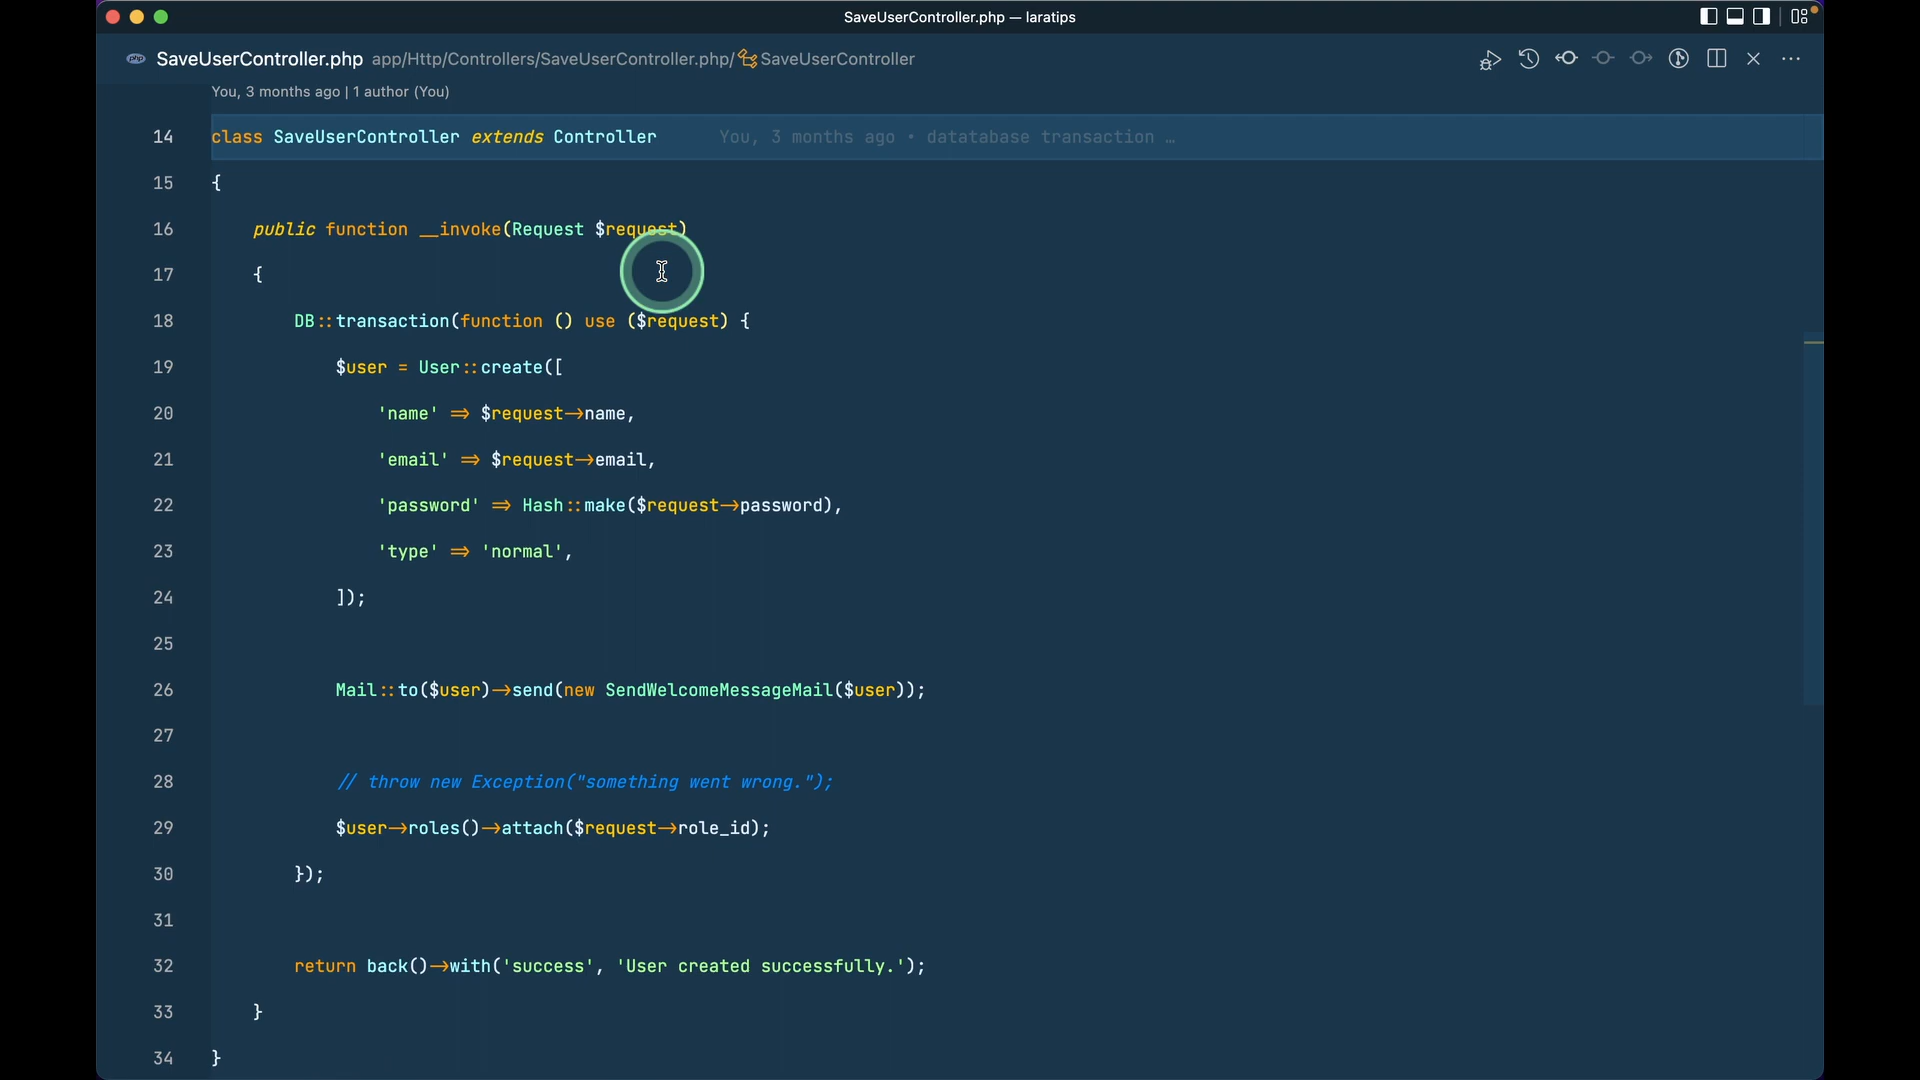 SaveUserController.php — laratips
php SaveUserController.php app/Http/Controllers/SaveUserController.php/ SaveUserController
You, 3 months ago | 1 author (You)
14 class SaveUserController extends Controller You, 3 months ago • datatabase transaction …
15 {
16 public function __invoke(Request $request)
17 {
18 DB::transaction(function () use ($request) {
19 $user = User::create([
20 'name' => $request->name,
21 'email' => $request->email,
22 'password' => Hash::make($request->password),
23 'type' => 'normal',
24 ]);
25
26 Mail::to($user)->send(new SendWelcomeMessageMail($user));
27
28 // throw new Exception("something went wrong.");
29 $user->roles()->attach($request->role_id);
30 });
31
32 return back()->with('success', 'User created successfully.');
33 }
34 }